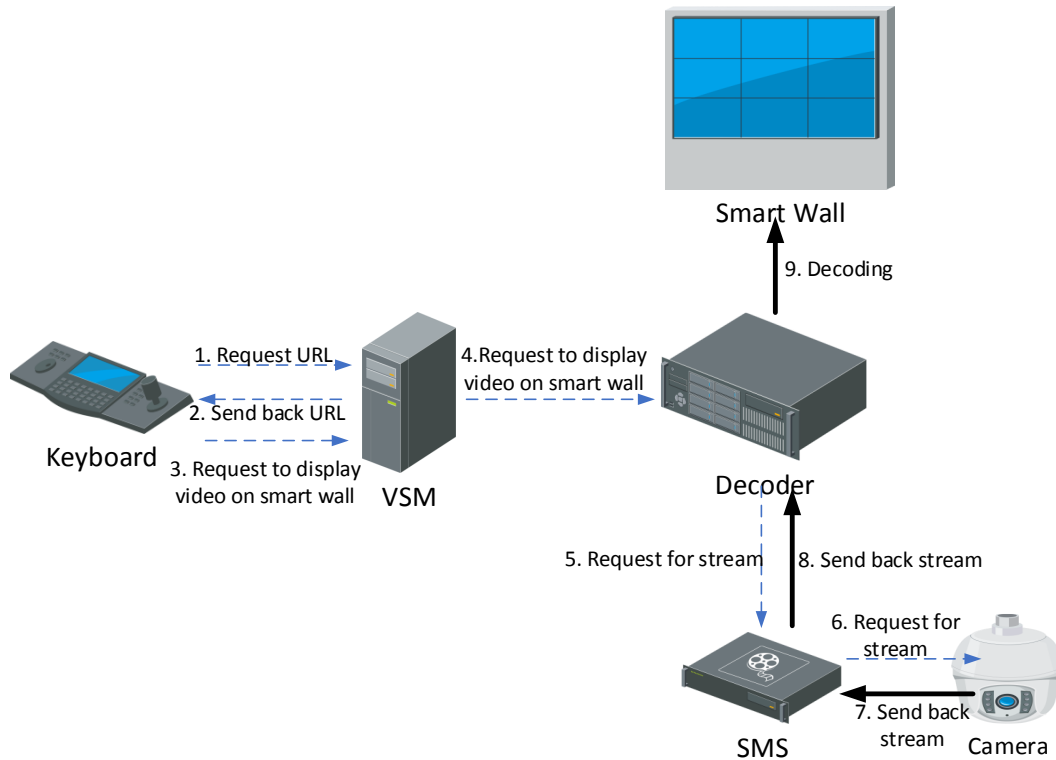 Smart Wall
9. Decoding
1. Request URL
2. Send back URL
3. Request to display
video on smart wall
Keyboard
VSM
4.Request to display
video on smart wall
Decoder
5. Request for stream
8. Send back stream
6. Request for
stream
7. Send back
stream
SMS
Camera